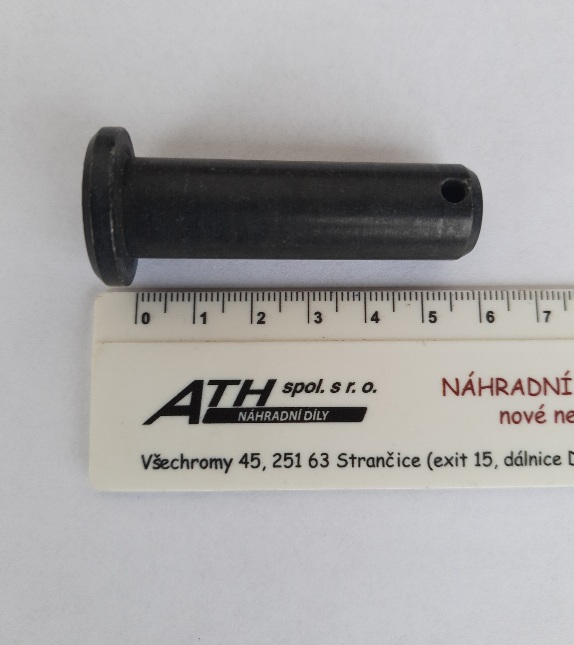 0 1 2 3 4 5 6 7
ATH spol. s r. o.
NÁHRADNÍ DÍLY
NÁHRADNÍ
nové ne
Všechromy 45, 251 63 Strančice (exit 15, dálnice D